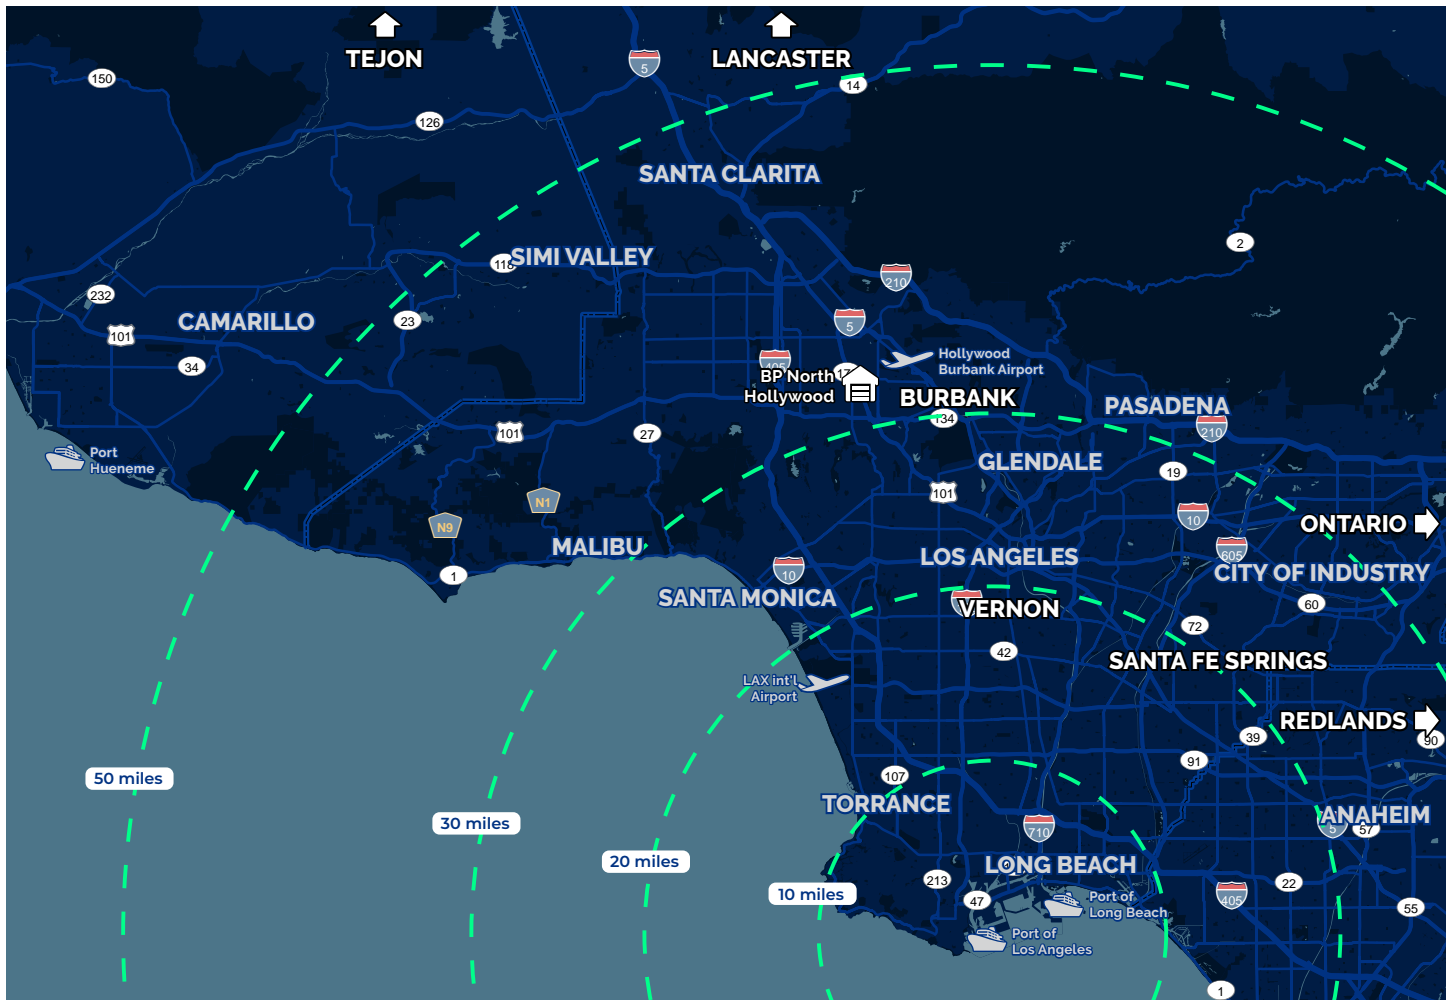 TEJON
LANCASTER
5
150
14
126
SANTA CLARITA
2
SIMI VALLEY
118
210
232
CAMARILLO
23
5
101
34
405
Hollywood
Burbank Airport
BP North
Hollywood
BURBANK
134
PASADENA
210
101
27
Port
Hueneme
GLENDALE
19
101
N1
N9
10
ONTARIO
MALIBU
LOS ANGELES
605
CITY OF INDUSTRY
1
10
SANTA MONICA
VERNON
60
72
42
SANTA FE SPRINGS
LAX int'l
Airport
REDLANDS
39
90
91
50 miles
107
TORRANCE
30 miles
710
ANAHEIM
5
57
20 miles
LONG BEACH
213
22
10 miles
47
405
Port of
Long Beach
55
Port of
Los Angeles
1